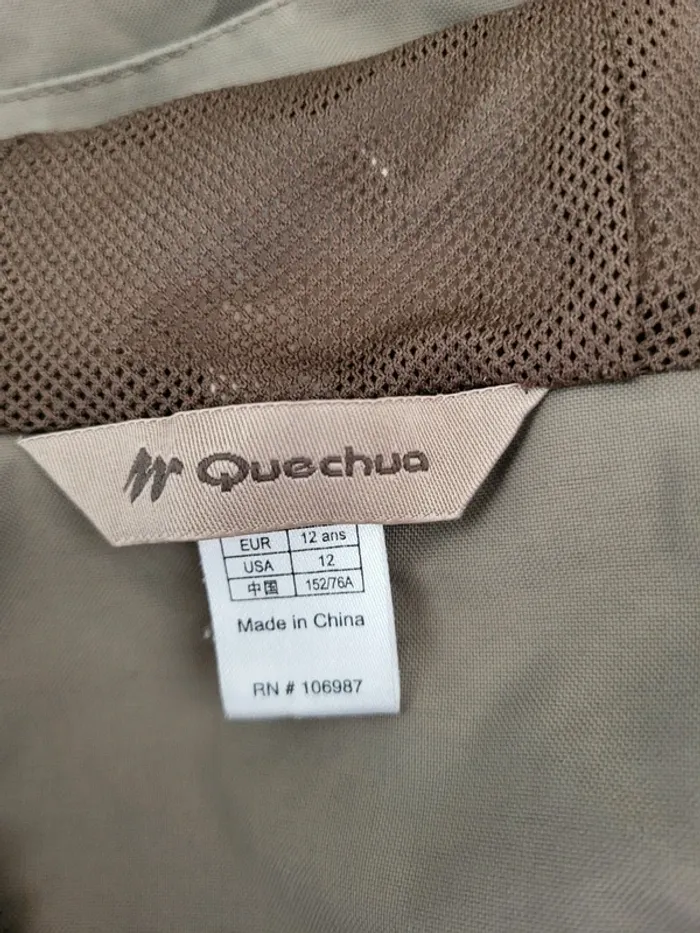 Quechua
EUR 12 ans
USA 12
中国 152/76A
Made in China
RN # 106987